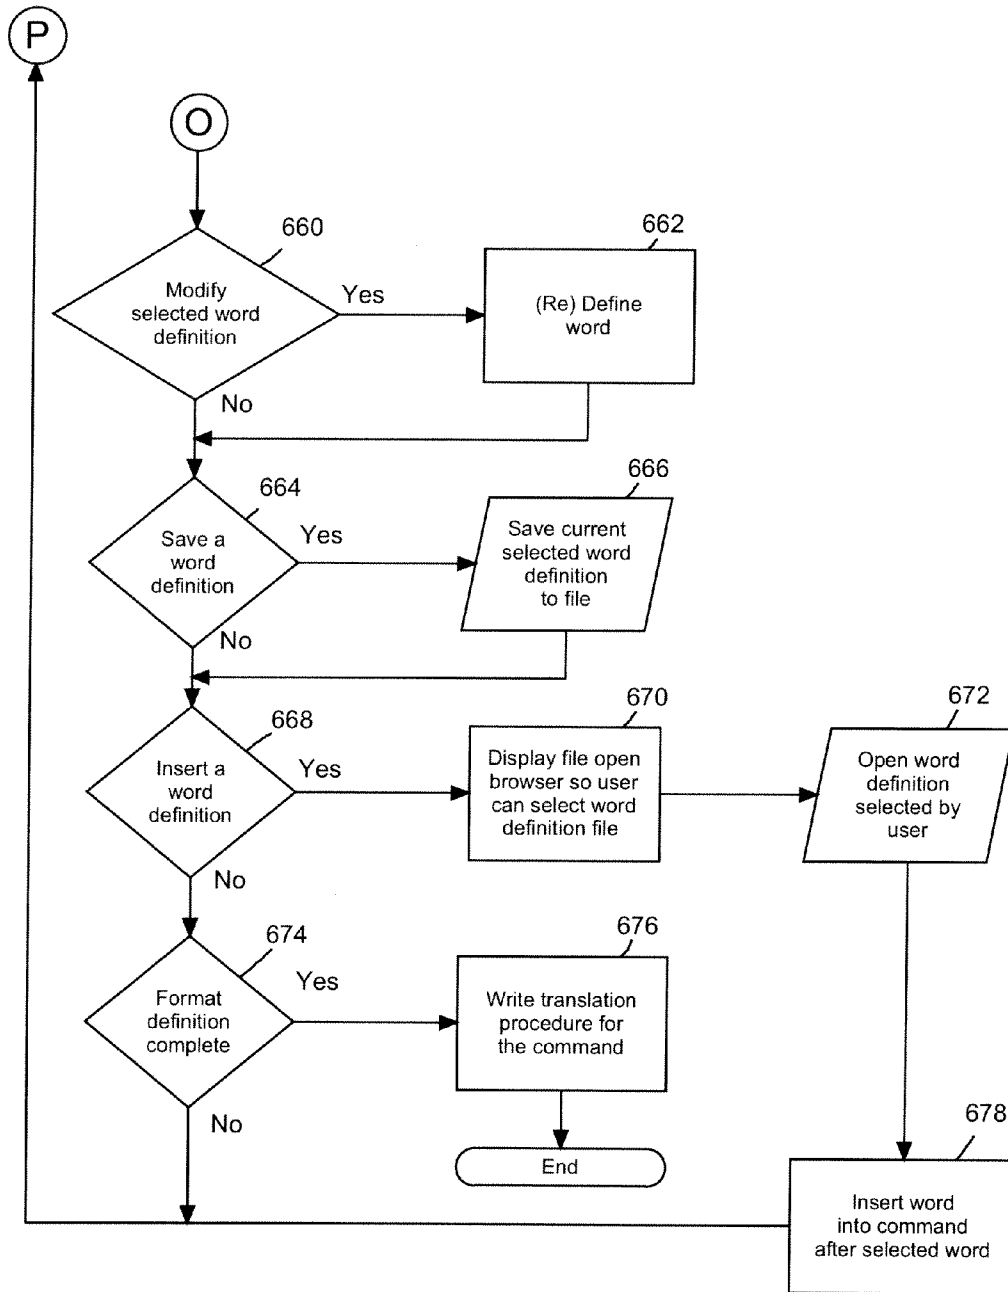 P
O
660
Modify
selected word
definition
Yes
662
(Re) Define
word
No
664
Save a
word
definition
Yes
666
Save current
selected word
definition
to file
No
668
Insert a
word
definition
Yes
670
Display file open
browser so user
can select word
definition file
672
Open word
definition
selected by
user
No
674
Format
definition
complete
Yes
676
Write translation
procedure for
the command
No
End
678
Insert word
into command
after selected word